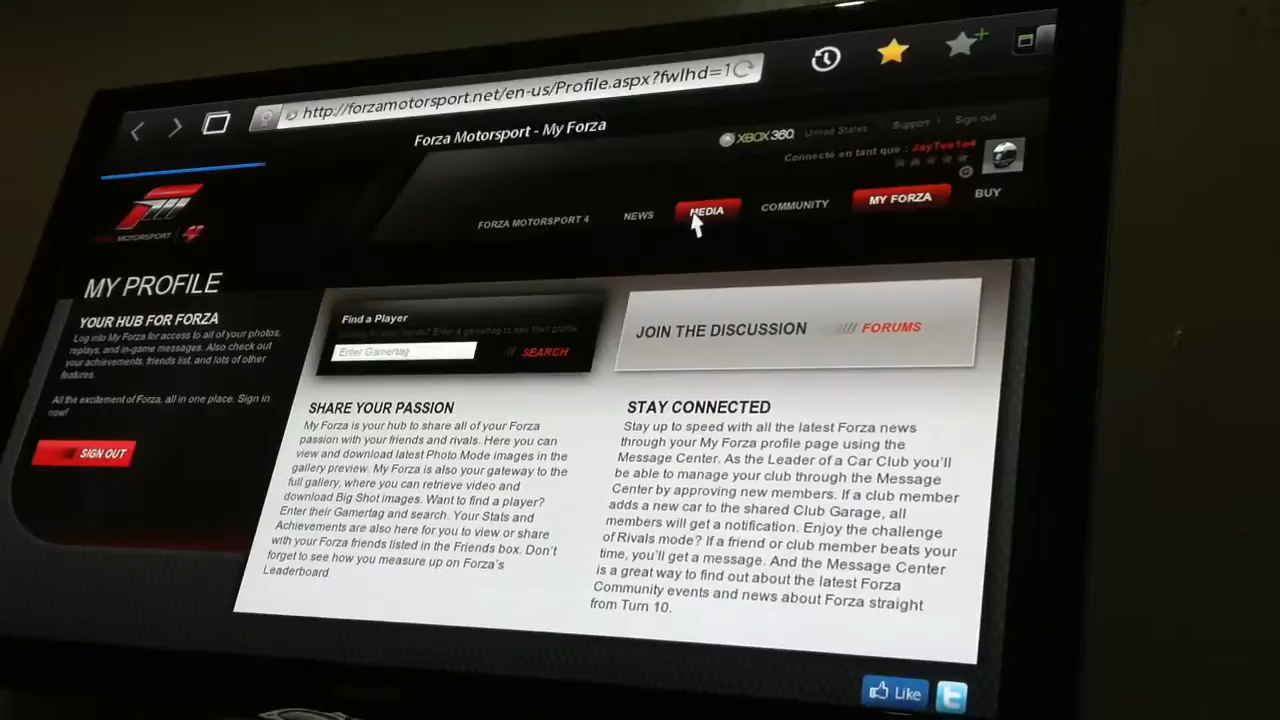 http://forzamotorsport.net/en-us/Profile.aspx?fwlhd=1
Forza Motorsport - My Forza
XBOX 360
United States
Support
Sign out
Connecté en tant que : JayTee1o4
G
MOTORSPORT 4
FORZA MOTORSPORT 4
NEWS
MEDIA
COMMUNITY
MY FORZA
BUY
MY PROFILE
YOUR HUB FOR FORZA
Log into My Forza for access to all of your photos,
replays, and in-game messages. Also check out
your achievements, friends list, and lots of other
features.
All the excitement of Forza, all in one place. Sign in
now!
SIGN OUT
Find a Player
friends? Enter a gamertag to see their profile
Enter Gamertag
SEARCH
JOIN THE DISCUSSION
FORUMS
SHARE YOUR PASSION
My Forza is your hub to share all of your Forza
passion with your friends and rivals. Here you can
view and download latest Photo Mode images in the
gallery preview. My Forza is also your gateway to the
full gallery, where you can retrieve video and
download Big Shot images. Want to find a player?
Enter their Gamertag and search. Your Stats and
Achievements are also here for you to view or share
with your Forza friends listed in the Friends box. Don't
forget to see how you measure up on Forza's
Leaderboard.
STAY CONNECTED
Stay up to speed with all the latest Forza news
through your My Forza profile page using the
Message Center. As the Leader of a Car Club you'll
be able to manage your club through the Message
Center by approving new members. If a club member
adds a new car to the shared Club Garage, all
members will get a notification. Enjoy the challenge
of Rivals mode? If a friend or club member beats your
time, you'll get a message. And the Message Center
is a great way to find out about the latest Forza
Community events and news about Forza straight
from Turn 10.
Like